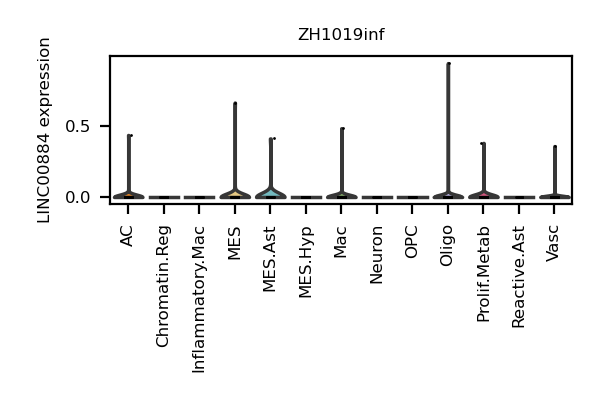 ZH1019inf
LINC00884 expression
0.5
0.0
AC
Chromatin.Reg
Inflammatory.Mac
MES
MES.Ast
MES.Hyp
Mac
Neuron
OPC
Oligo
Prolif.Metab
Reactive.Ast
Vasc